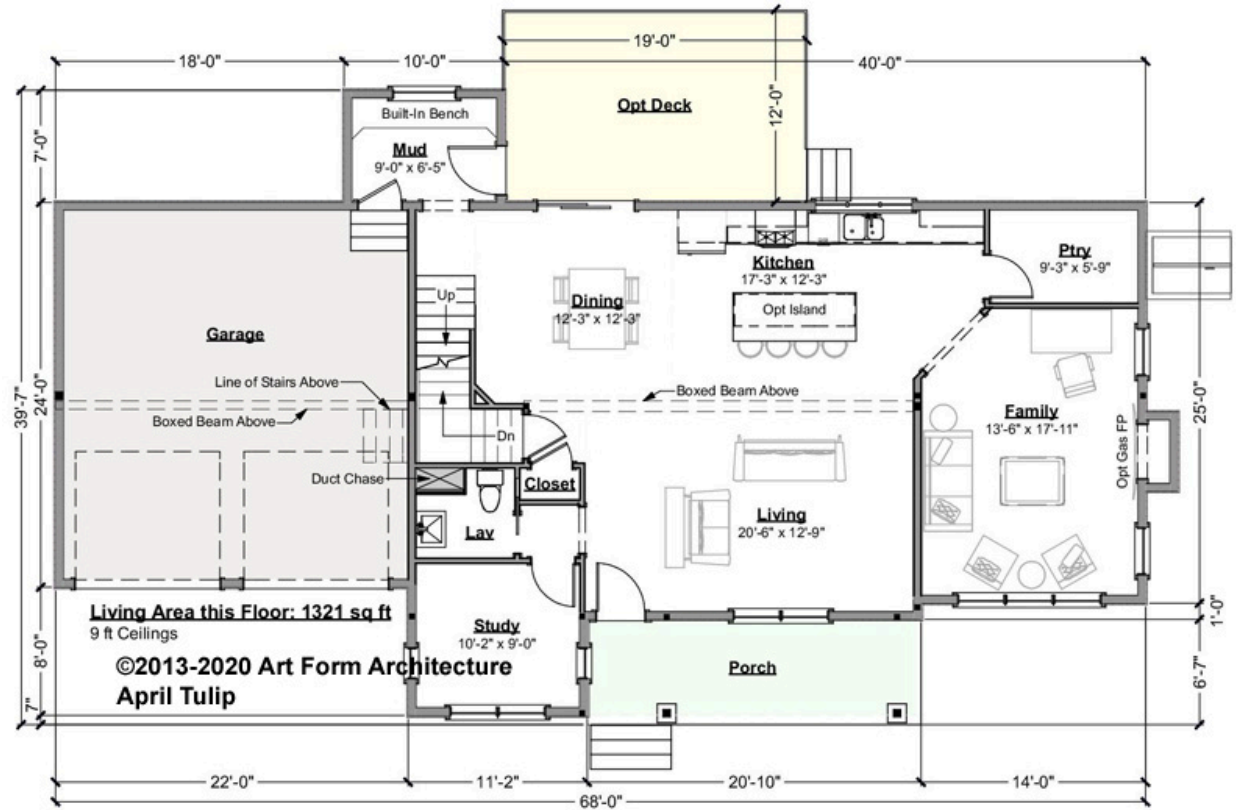 19'-0"
18'-0"
10'-0"
40'-0"
12'-0"
Opt Deck
Built-In Bench
Mud
9'-0" x 6'-5"
7'-0"
39'-7"
24'-0"
8'-0"
7"
Garage
Up
Line of Stairs Above
Boxed Beam Above
Dn
Duct Chase
Closet
Lav
Dining
12'-3" x 12'-3"
Kitchen
17'-3" x 12'-3"
Opt Island
Ptry
9'-3" x 5'-9"
Boxed Beam Above
Family
13'-6" x 17'-11"
Opt Gas FP
Living
20'-6" x 12'-9"
25'-0"
1'-0"
6'-7"
Living Area this Floor: 1321 sq ft
9 ft Ceilings
Study
10'-2" x 9'-0"
©2013-2020 Art Form Architecture
April Tulip
Porch
22'-0"
11'-2"
20'-10"
14'-0"
68'-0"